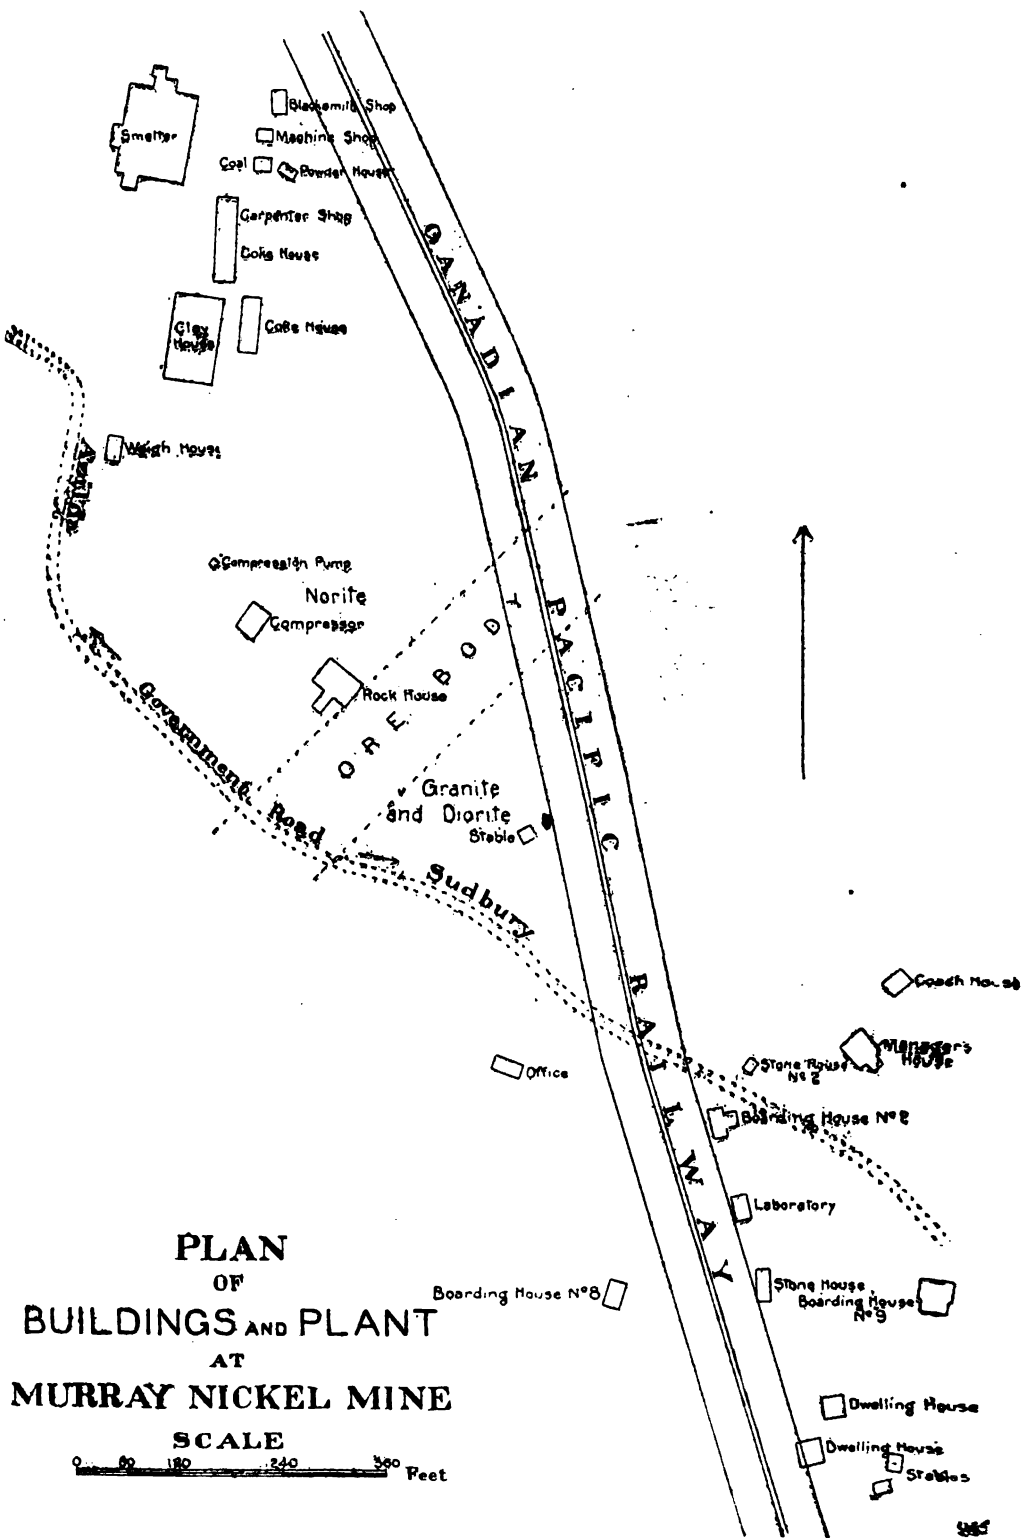 Smelter
Blacksmith Shop
Machine Shop
Coal
Powder House
Carpenter Shop
Coke House
Clay
House
Coke House
Weigh House
Compression Pump
Norite
Compressor
Rock House
ORE BODY
Government Road
Granite
and Diorite
Stable
Sudbury
CANADIAN PACIFIC RAILWAY
Coach House
Manager's
House
Stone House
Nº 2
Office
Boarding House Nº 2
Laboratory
Stone House
Boarding House
Nº 9
Boarding House Nº 8
Dwelling House
Dwelling House
Stables
PLAN
OF
BUILDINGS AND PLANT
AT
MURRAY NICKEL MINE
SCALE
0 60 120 240 360 Feet